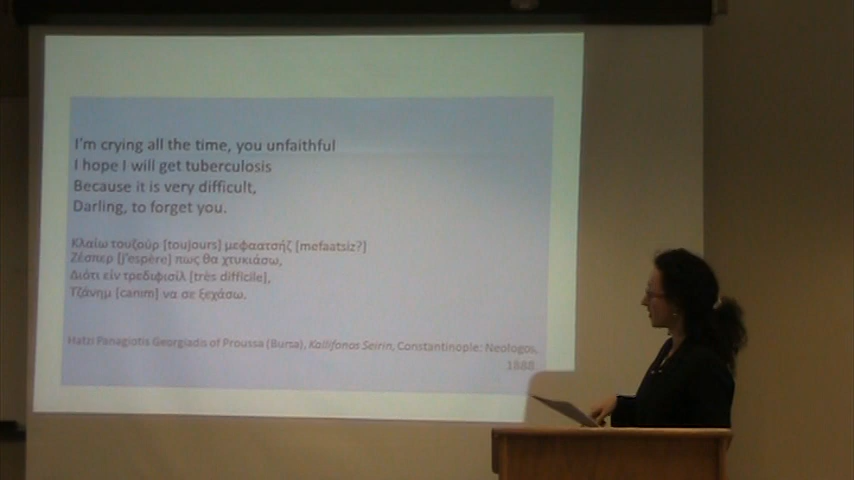 I'm crying all the time, you unfaithful
I hope I will get tuberculosis
Because it is very difficult,
Darling, to forget you.
Κλαίω τουζούρ [toujours] μεφαατσήζ [mefaatsiz?]
Ζέσπερ [j'espère] πως θα χτυκιάσω,
Διότι είν τρεδιφισίλ [très difficile],
Τζάνημ [canim] να σε ξεχάσω.
Hatzi Panagiotis Georgiadis of Proussa (Bursa), Kallifonos Seirin, Constantinople: Neologos,
1888